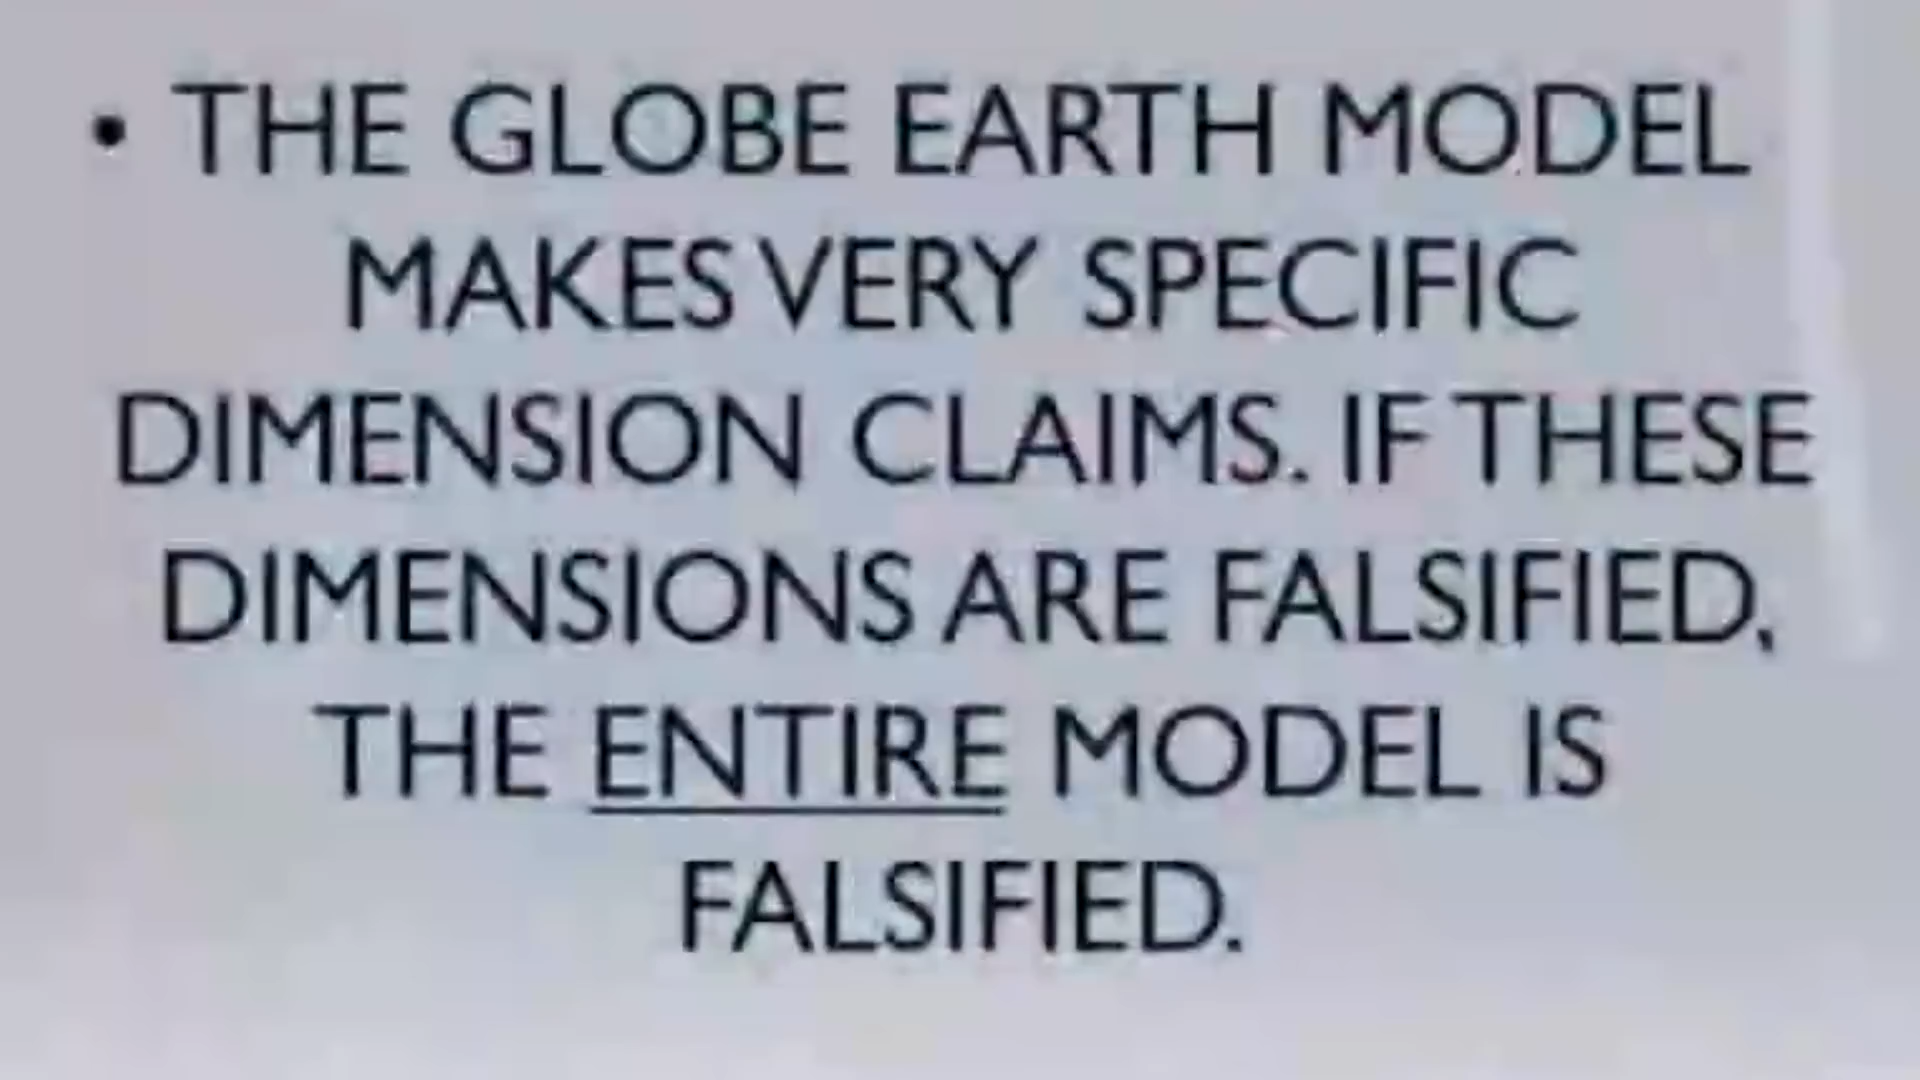 • THE GLOBE EARTH MODEL
MAKES VERY SPECIFIC
DIMENSION CLAIMS. IF THESE
DIMENSIONS ARE FALSIFIED,
THE ENTIRE MODEL IS
FALSIFIED.